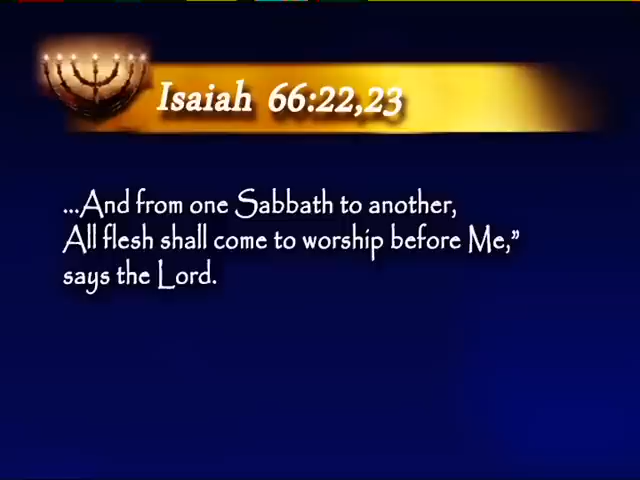 Isaiah 66:22,23
...And from one Sabbath to another,
All flesh shall come to worship before Me,”
says the Lord.